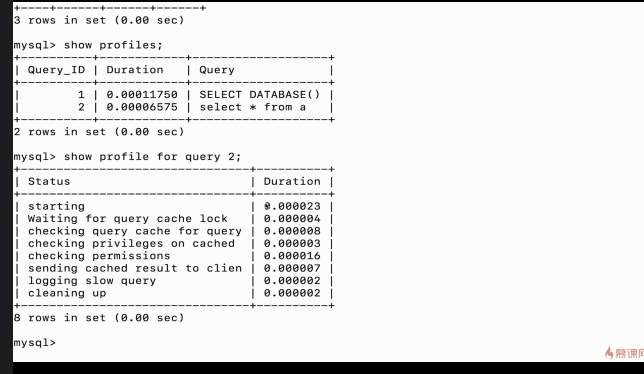 +----+------+------+------+
3 rows in set (0.00 sec)
mysql> show profiles;
+----------+------------+-------------------+
| Query_ID | Duration   | Query             |
+----------+------------+-------------------+
|        1 | 0.00011750 | SELECT DATABASE() |
|        2 | 0.00006575 | select * from a   |
+----------+------------+-------------------+
2 rows in set (0.00 sec)
mysql> show profile for query 2;
+--------------------------------+----------+
| Status                         | Duration |
+--------------------------------+----------+
| starting                       | 0.000023 |
| Waiting for query cache lock   | 0.000004 |
| checking query cache for query | 0.000008 |
| checking privileges on cached  | 0.000003 |
| checking permissions           | 0.000016 |
| sending cached result to clien | 0.000007 |
| logging slow query             | 0.000002 |
| cleaning up                    | 0.000002 |
+--------------------------------+----------+
8 rows in set (0.00 sec)
mysql>
慕课网